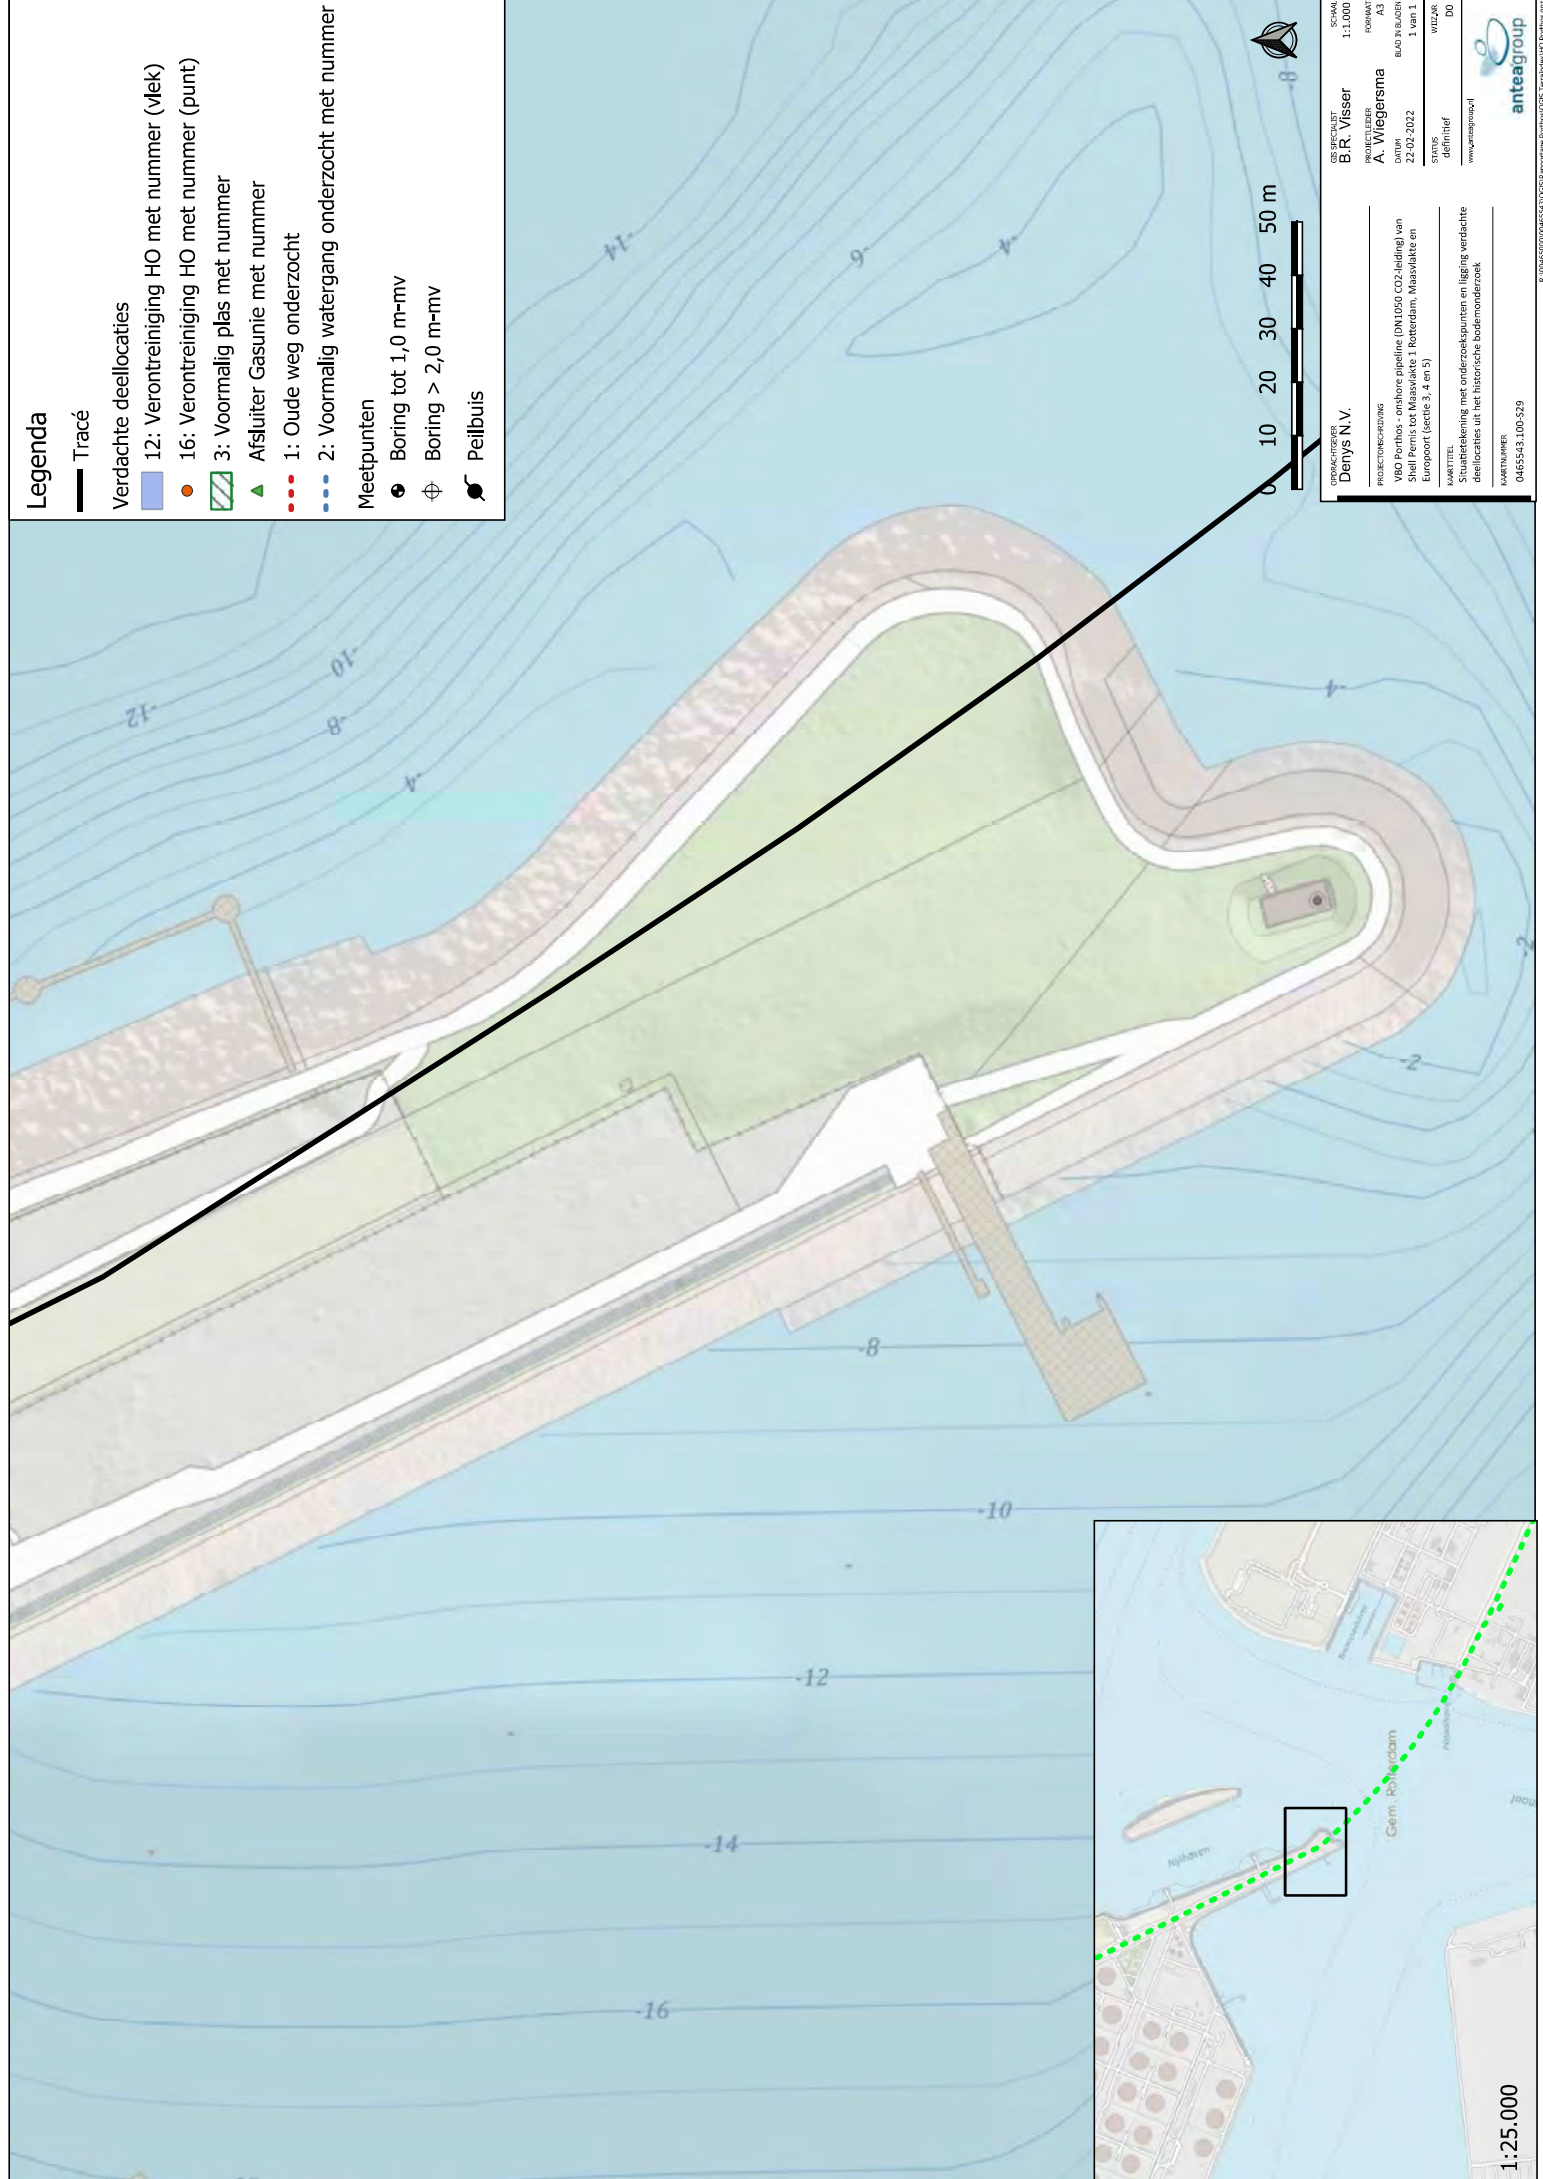 Legenda
Tracé
Verdachte deellocaties
12: Verontreiniging HO met nummer (vlek)
16: Verontreiniging HO met nummer (punt)
3: Voormalig plas met nummer
Afsluiter Gasunie met nummer
1: Oude weg onderzocht
2: Voormalig watergang onderzocht met nummer
Meetpunten
Boring tot 1,0 m-mv
Boring > 2,0 m-mv
Peilbuis
-14
-6
-4
-8
-12
-10
-8
-4
-4
-2
-2
-8
-10
-12
-14
-16
0 10 20 30 40 50 m
OPDRACHTGEVER
Denys N.V.
PROJECTOMSCHRIJVING
VBO Porthos - onshore pipeline (DN1050 CO2-leiding) van
Shell Pernis tot Maasvlakte 1 Rotterdam, Maasvlakte en
Europoort (sectie 3, 4 en 5)
KAARTTITEL
Situatietekening met onderzoekspunten en ligging verdachte
deellocaties uit het historische bodemonderzoek
KAARTNUMMER
0465543.100-S29
GIS SPECIALIST
B.R. Visser
SCHAAL
1:1.000
PROJECTLEIDER
A. Wiegersma
FORMAAT
A3
DATUM
22-02-2022
BLAD IN BLADEN
1 van 1
STATUS
definitief
WIJZ.NR
D0
www.anteagroup.nl
anteagroup
Nijlhaven
Gem. Rotterdam
1:25.000